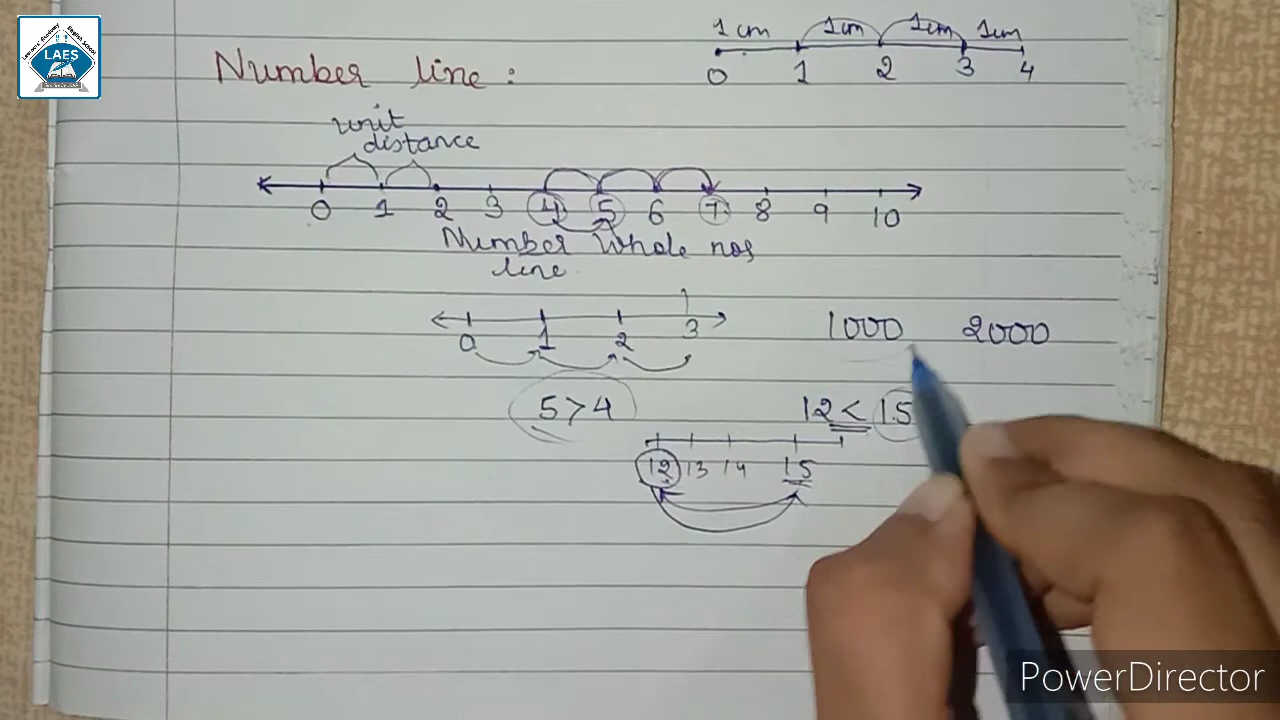 LAES
1 cm 1cm 1cm 1cm
0 1 2 3 4
Number line :
unit
distance
0 1 2 3 4 5 6 7 8 9 10
Number Whole nos
line
0 1 2 3
1000 2000
5>4
12 < 15
12 13 14 15
PowerDirector